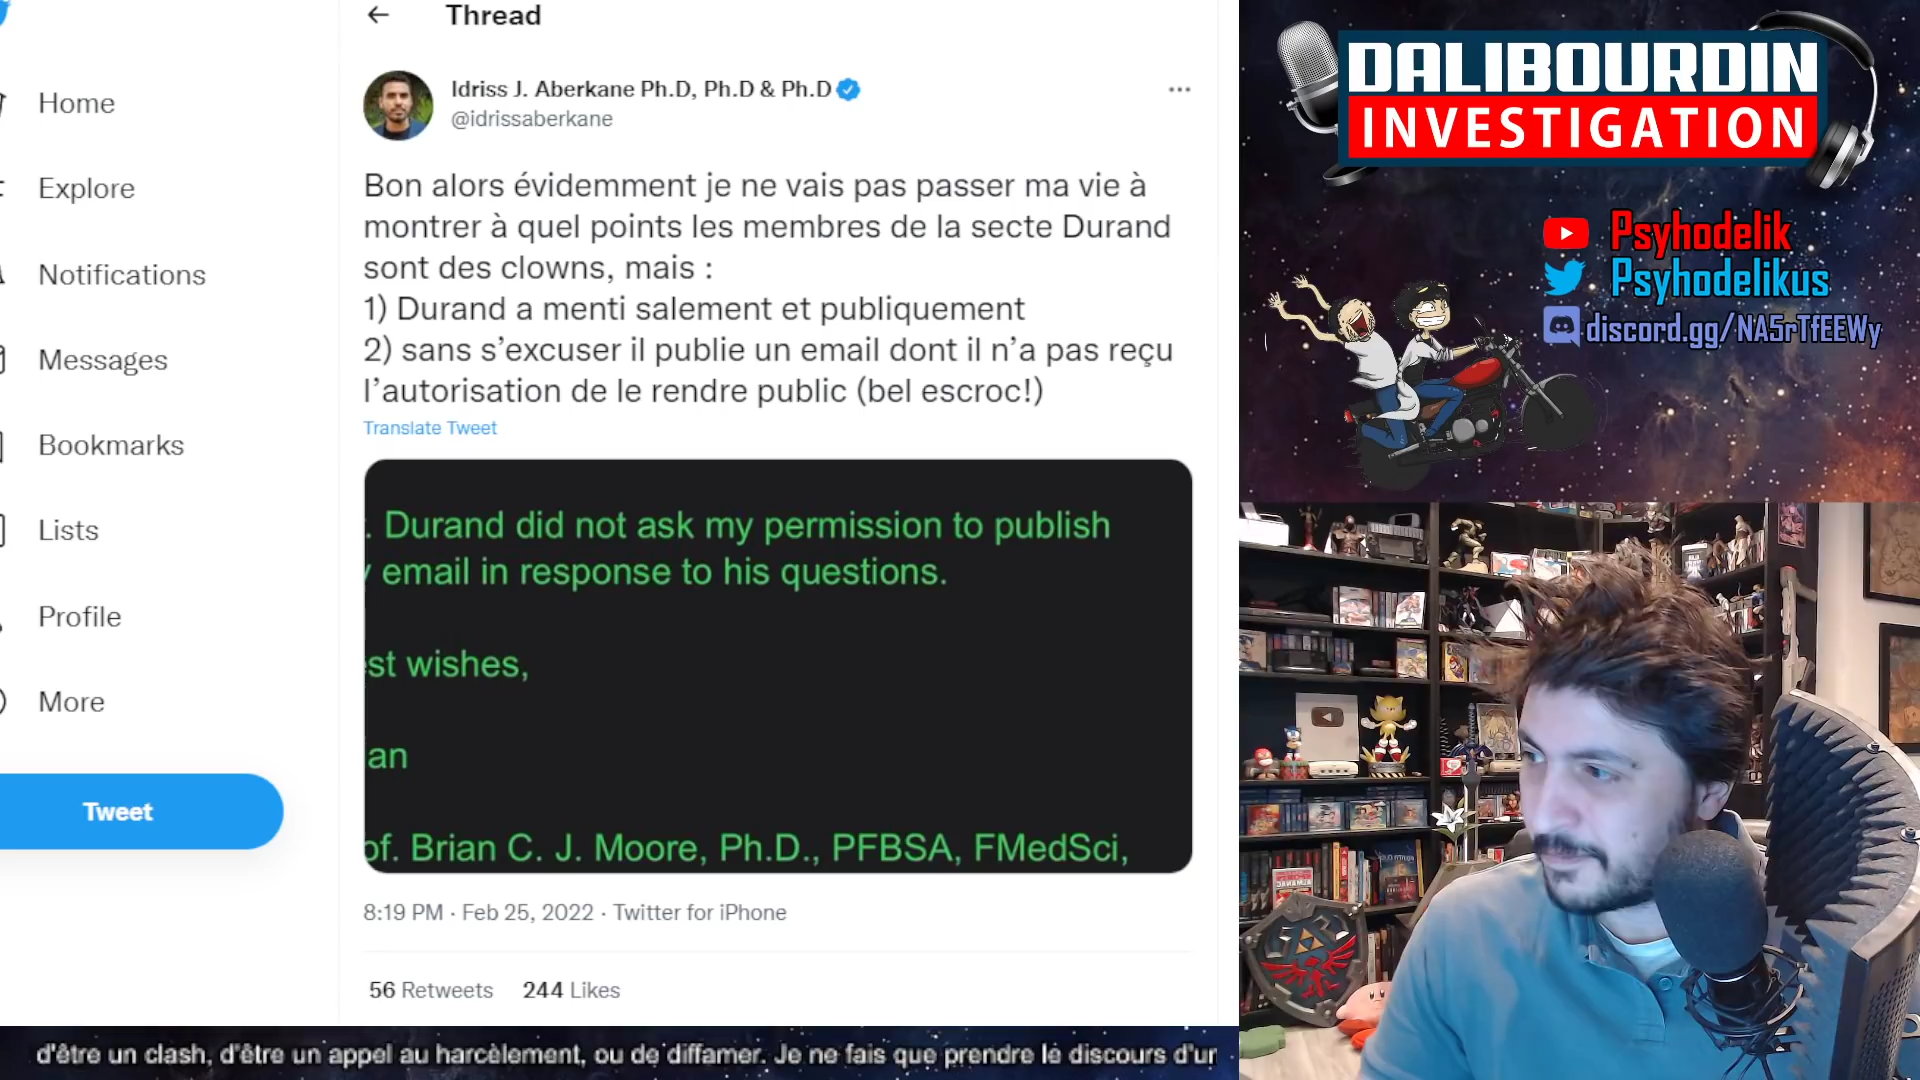 Thread
Idriss J. Aberkane Ph.D, Ph.D & Ph.D
@idrissaberkane
Home
Explore
Notifications
Messages
Bookmarks
Lists
Profile
More
Tweet
Bon alors évidemment je ne vais pas passer ma vie à
montrer à quel points les membres de la secte Durand
sont des clowns, mais :
1) Durand a menti salement et publiquement
2) sans s’excuser il publie un email dont il n’a pas reçu
l’autorisation de le rendre public (bel escroc!)
Translate Tweet
. Durand did not ask my permission to publish
email in response to his questions.
st wishes,
an
of. Brian C. J. Moore, Ph.D., PFBSA, FMedSci,
8:19 PM · Feb 25, 2022 · Twitter for iPhone
56 Retweets 244 Likes
d'être un clash, d'être un appel au harcèlement, ou de diffamer. Je ne fais que prendre le discours d'ur
DALIBOURDIN
INVESTIGATION
Psyhodelik
Psyhodelikus
discord.gg/NA5rTfEEWy